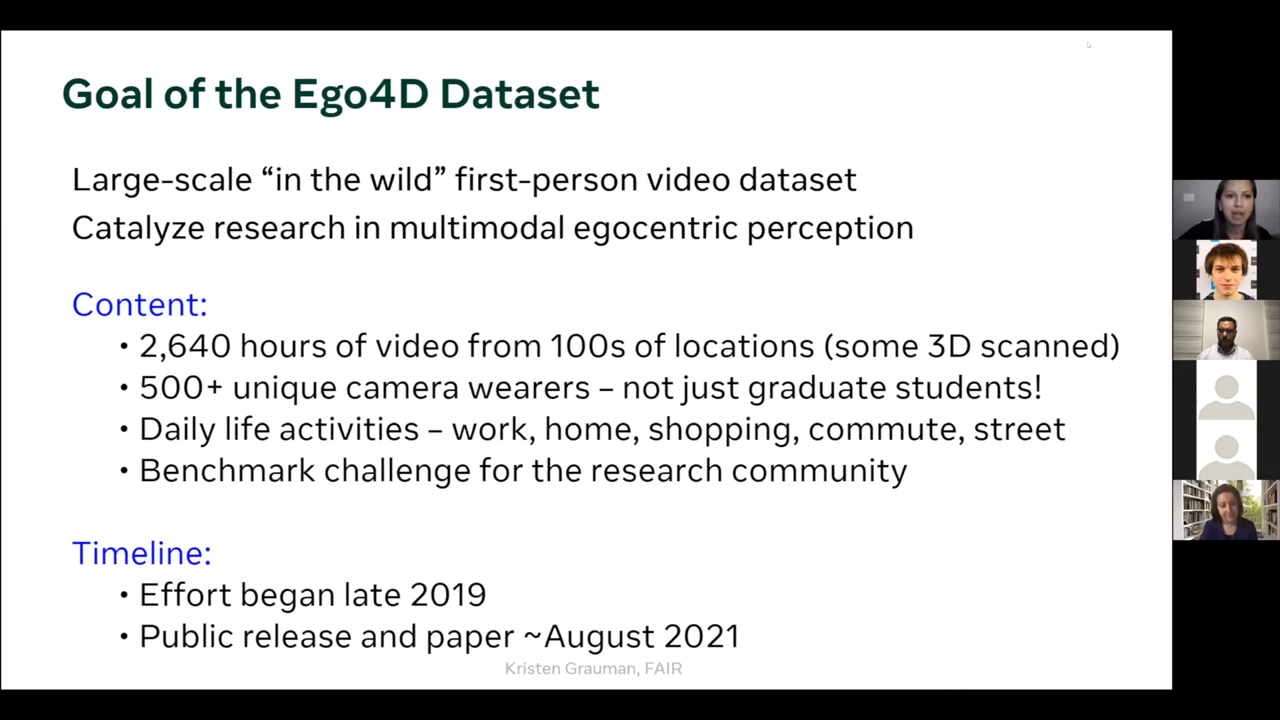 Goal of the Ego4D Dataset
Large-scale “in the wild” first-person video dataset
Catalyze research in multimodal egocentric perception
Content:
• 2,640 hours of video from 100s of locations (some 3D scanned)
• 500+ unique camera wearers – not just graduate students!
• Daily life activities – work, home, shopping, commute, street
• Benchmark challenge for the research community
Timeline:
• Effort began late 2019
• Public release and paper ~August 2021
Kristen Grauman, FAIR